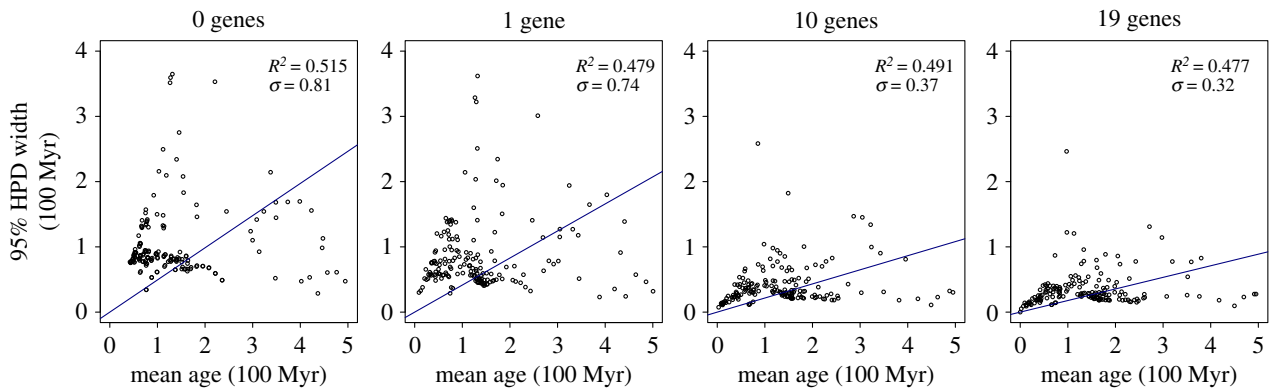 0 genes
1 gene
10 genes
19 genes
95% HPD width
(100 Myr)
4
3
2
1
0
R² = 0.515
σ = 0.81
0 1 2 3 4 5
mean age (100 Myr)
4
3
2
1
0
R² = 0.479
σ = 0.74
0 1 2 3 4 5
mean age (100 Myr)
4
3
2
1
0
R² = 0.491
σ = 0.37
0 1 2 3 4 5
mean age (100 Myr)
4
3
2
1
0
R² = 0.477
σ = 0.32
0 1 2 3 4 5
mean age (100 Myr)